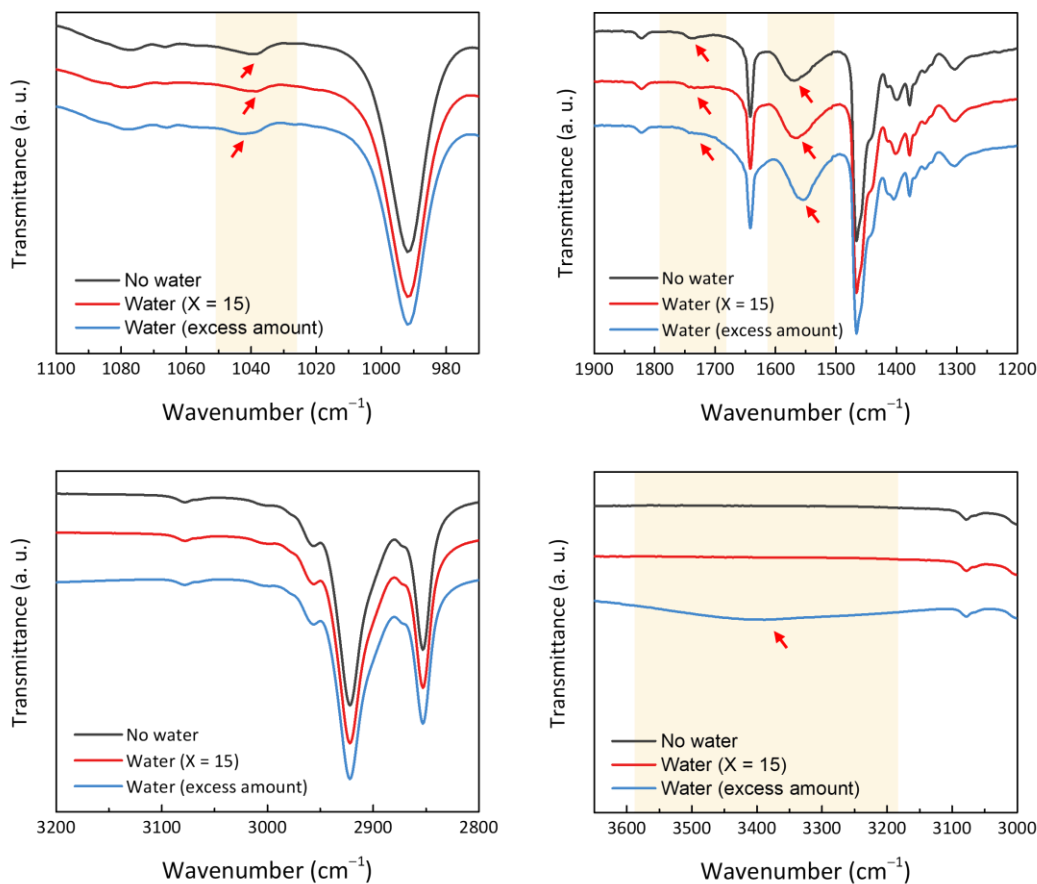 Transmittance (a. u.)
No water
Water (X = 15)
Water (excess amount)
1100 1080 1060 1040 1020 1000 980
Wavenumber (cm⁻¹)
Transmittance (a. u.)
No water
Water (X = 15)
Water (excess amount)
1900 1800 1700 1600 1500 1400 1300 1200
Wavenumber (cm⁻¹)
Transmittance (a. u.)
No water
Water (X = 15)
Water (excess amount)
3200 3100 3000 2900 2800
Wavenumber (cm⁻¹)
Transmittance (a. u.)
No water
Water (X = 15)
Water (excess amount)
3600 3500 3400 3300 3200 3100 3000
Wavenumber (cm⁻¹)